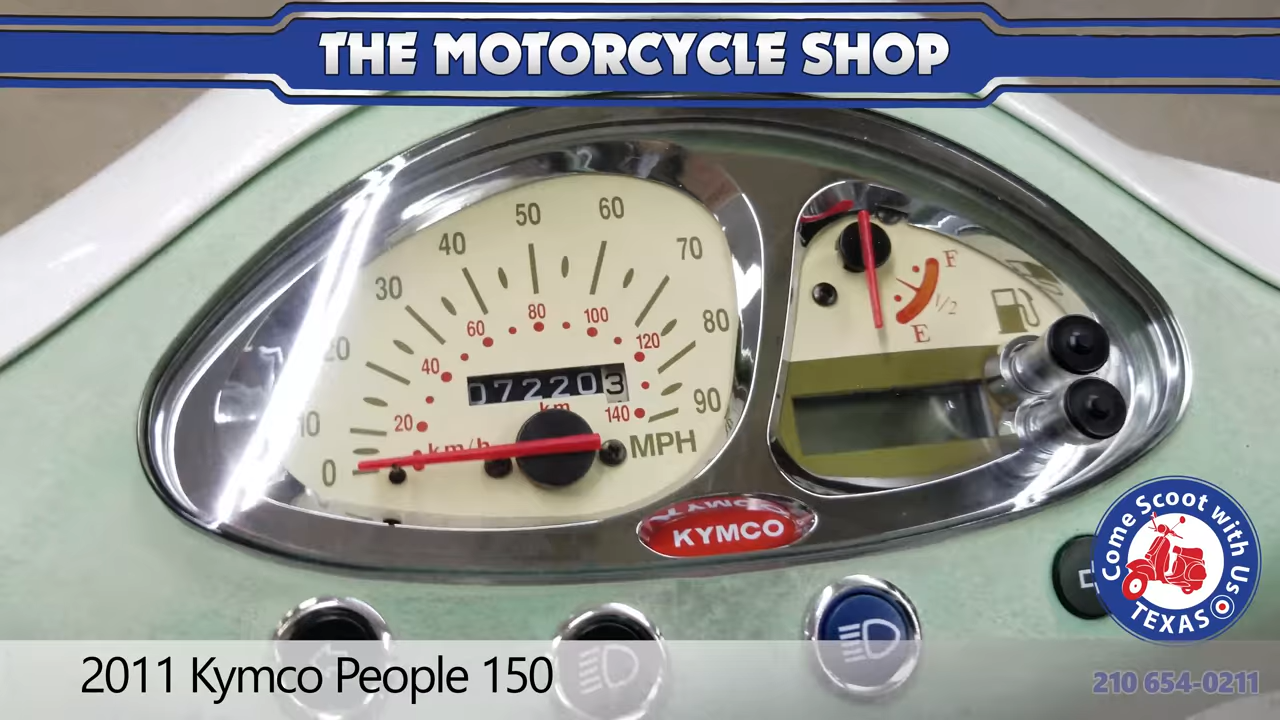 THE MOTORCYCLE SHOP
50 60
40 70
30
80
20
80 100
60 120
40
072203
km
10 20 140 90
km/h
MPH
0
F
1/2
E
KYMCO
Come Scoot with Us
TEXAS
2011 Kymco People 150
210 654-0211